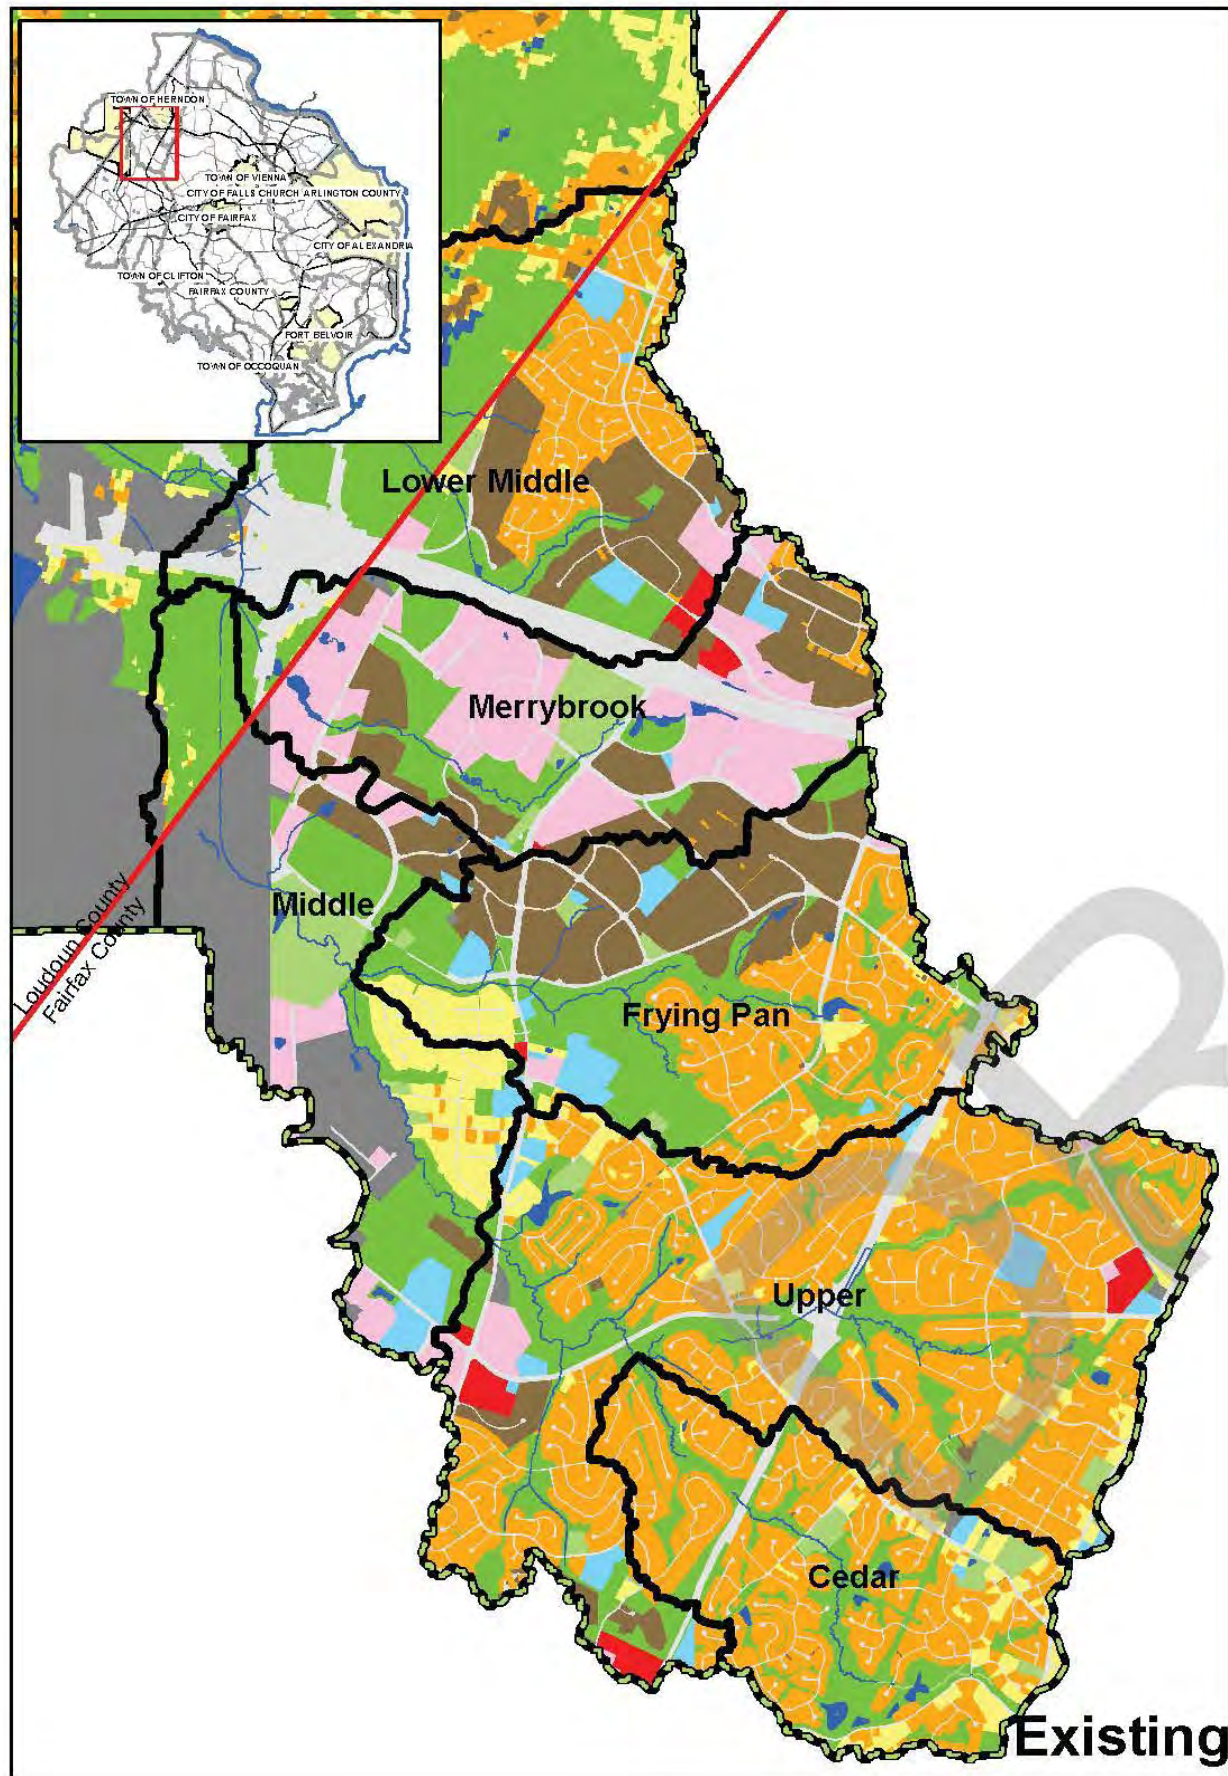 TOWN OF HERNDON
TOWN OF VIENNA
CITY OF FALLS CHURCH
ARLINGTON COUNTY
CITY OF FAIRFAX
CITY OF ALEXANDRIA
TOWN OF CLIFTON
FAIRFAX COUNTY
FORT BELVOIR
TOWN OF OCCOQUAN
Lower Middle
Merrybrook
Middle
Loudoun County
Fairfax County
Frying Pan
Upper
Cedar
Existing